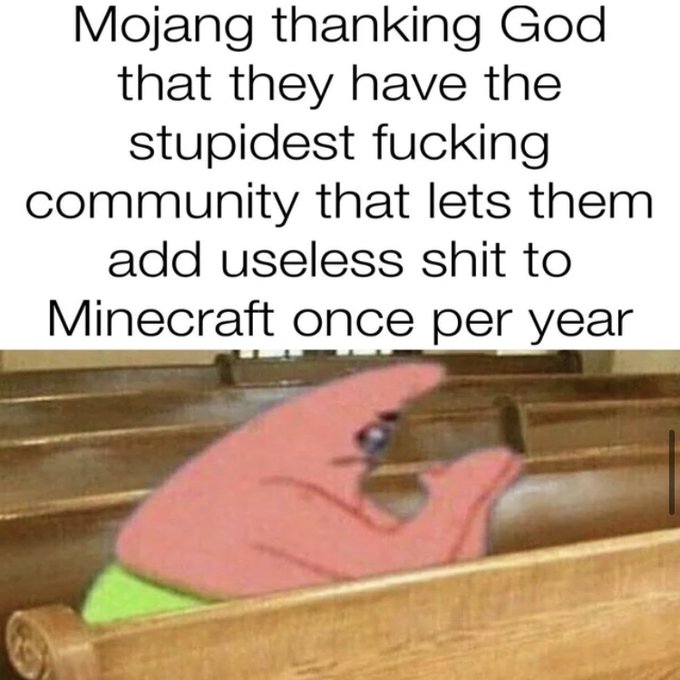 Mojang thanking God
that they have the
stupidest fucking
community that lets them
add useless shit to
Minecraft once per year